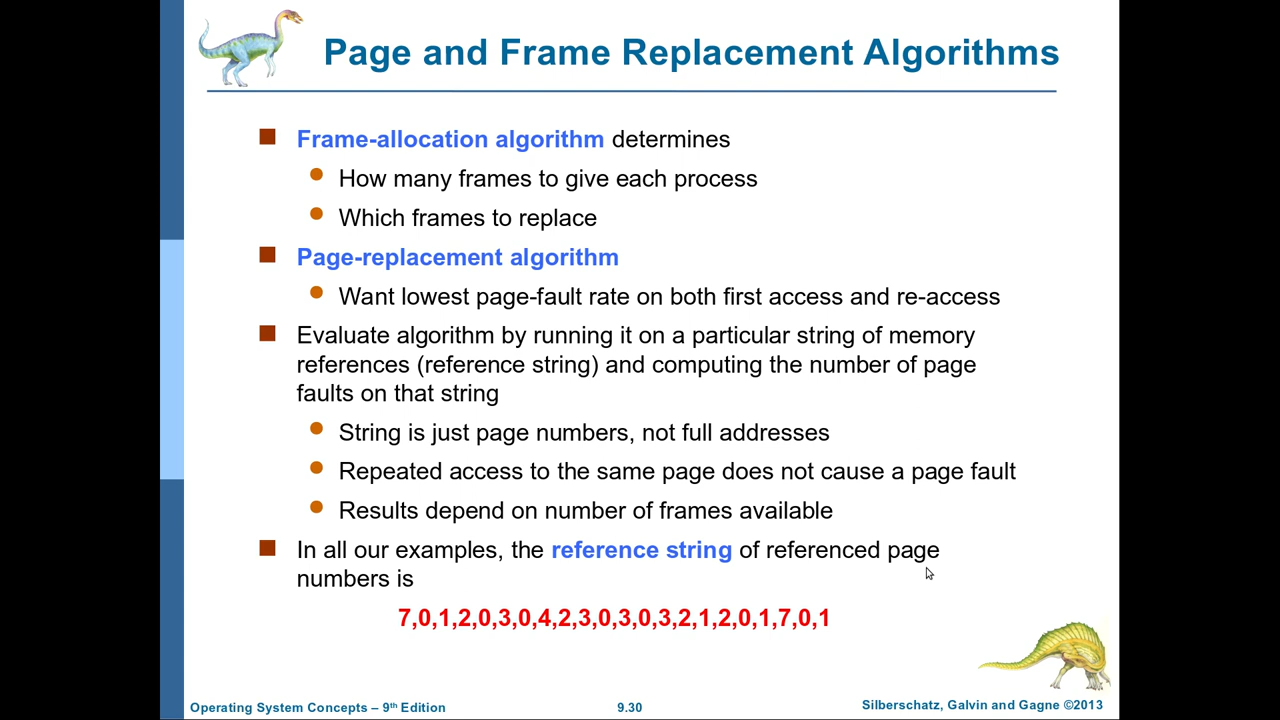 Page and Frame Replacement Algorithms
Frame-allocation algorithm determines
How many frames to give each process
Which frames to replace
Page-replacement algorithm
Want lowest page-fault rate on both first access and re-access
Evaluate algorithm by running it on a particular string of memory
references (reference string) and computing the number of page
faults on that string
String is just page numbers, not full addresses
Repeated access to the same page does not cause a page fault
Results depend on number of frames available
In all our examples, the reference string of referenced page
numbers is
7,0,1,2,0,3,0,4,2,3,0,3,0,3,2,1,2,0,1,7,0,1
Operating System Concepts – 9th Edition
9.30
Silberschatz, Galvin and Gagne ©2013